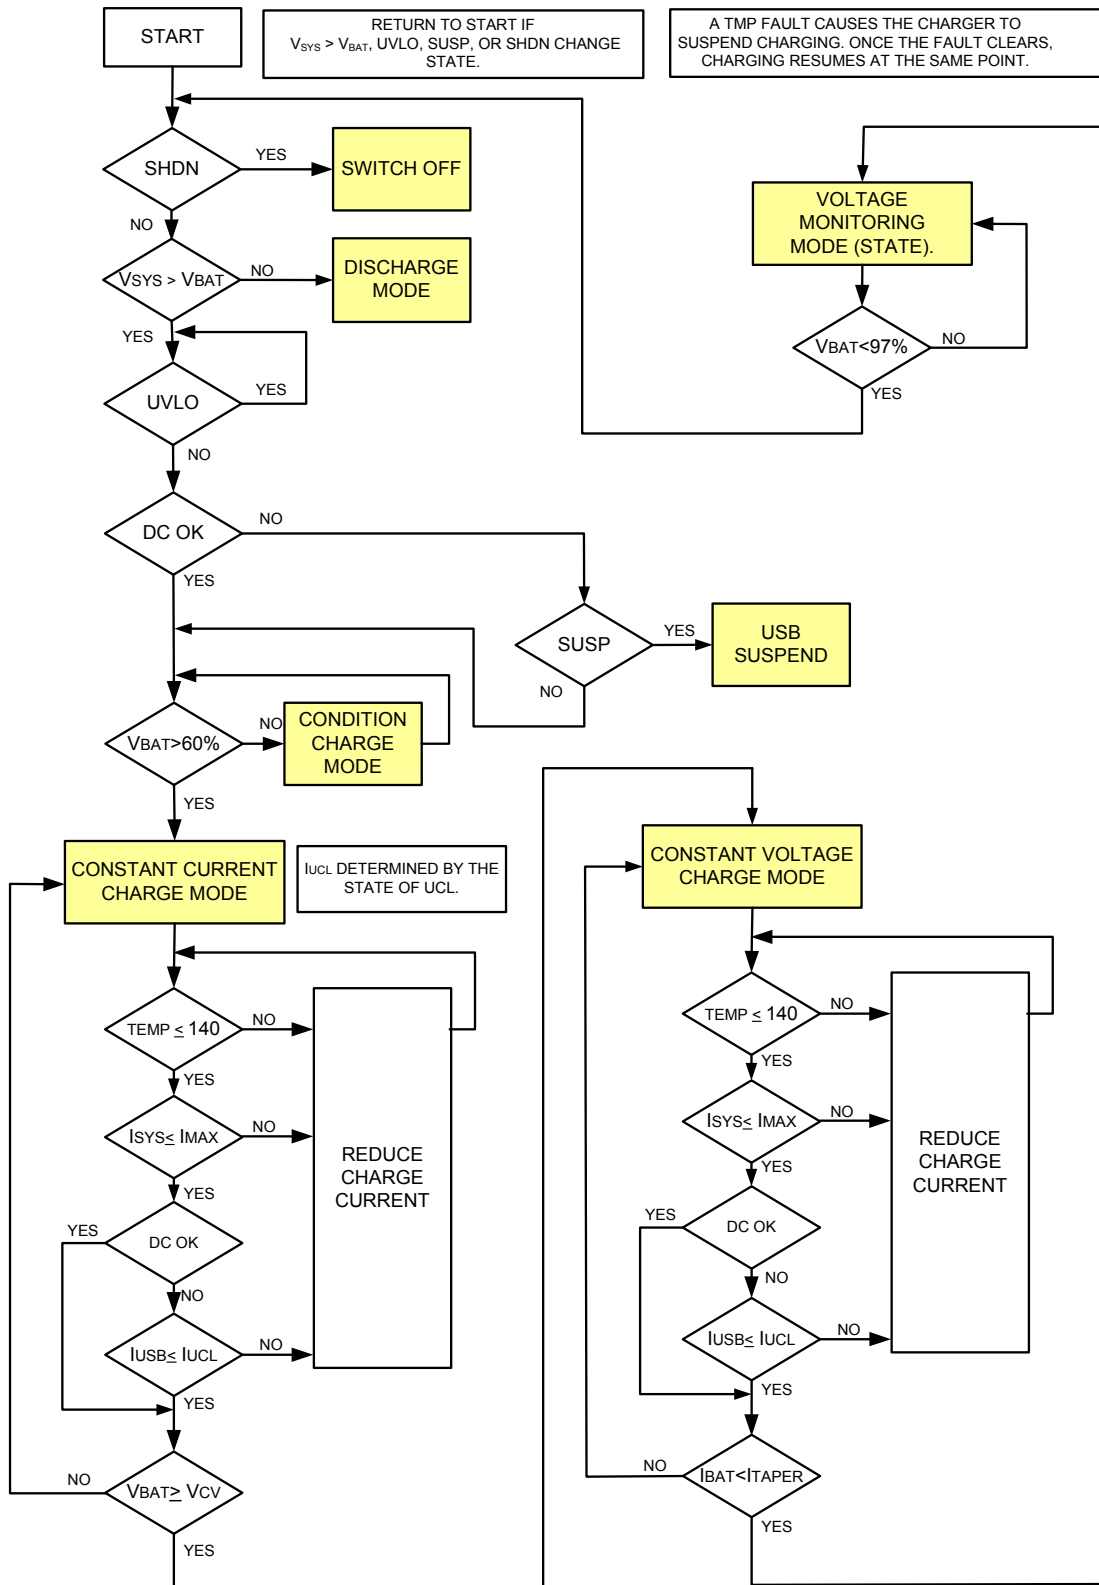 START
RETURN TO START IF
VSYS > VBAT, UVLO, SUSP, OR SHDN CHANGE
STATE.
A TMP FAULT CAUSES THE CHARGER TO
SUSPEND CHARGING. ONCE THE FAULT CLEARS,
CHARGING RESUMES AT THE SAME POINT.
SHDN
YES
SWITCH OFF
NO
VSYS > VBAT
NO
DISCHARGE
MODE
YES
UVLO
YES
NO
VOLTAGE
MONITORING
MODE (STATE).
VBAT<97%
NO
YES
DC OK
NO
YES
SUSP
YES
USB
SUSPEND
NO
VBAT>60%
NO
CONDITION
CHARGE
MODE
YES
CONSTANT CURRENT
CHARGE MODE
IUCL DETERMINED BY THE
STATE OF UCL.
TEMP ≤ 140
NO
YES
ISYS≤ IMAX
NO
YES
REDUCE
CHARGE
CURRENT
DC OK
YES
NO
IUSB≤ IUCL
NO
YES
VBAT≥ VCV
NO
YES
CONSTANT VOLTAGE
CHARGE MODE
TEMP ≤ 140
NO
YES
ISYS≤ IMAX
NO
YES
REDUCE
CHARGE
CURRENT
DC OK
YES
NO
IUSB≤ IUCL
NO
YES
IBAT<ITAPER
NO
YES